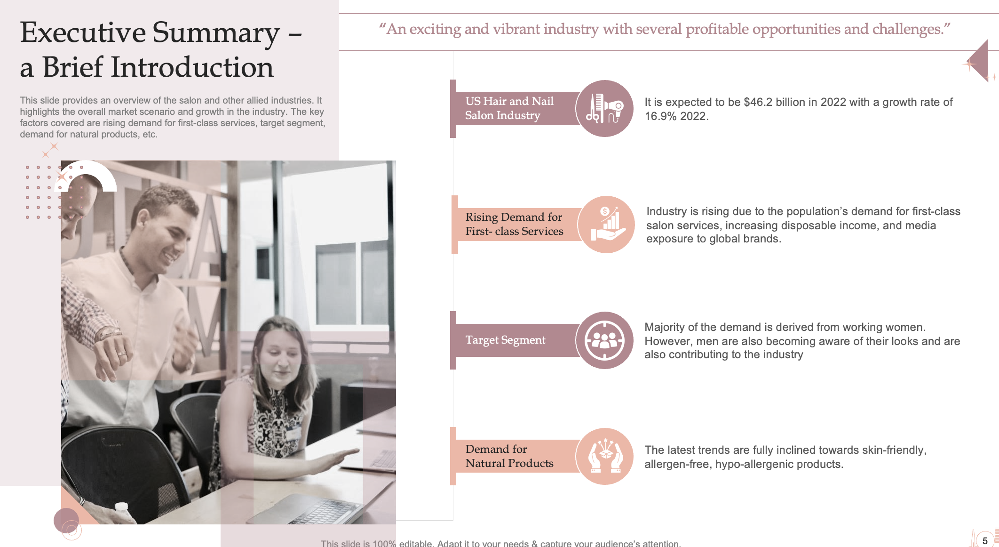 Executive Summary –
a Brief Introduction
This slide provides an overview of the salon and other allied industries. It
highlights the overall market scenario and growth in the industry. The key
factors covered are rising demand for first-class services, target segment,
demand for natural products, etc.
“An exciting and vibrant industry with several profitable opportunities and challenges.”
US Hair and Nail
Salon Industry
It is expected to be $46.2 billion in 2022 with a growth rate of
16.9% 2022.
Rising Demand for
First- class Services
$
Industry is rising due to the population’s demand for first-class
salon services, increasing disposable income, and media
exposure to global brands.
Target Segment
Majority of the demand is derived from working women.
However, men are also becoming aware of their looks and are
also contributing to the industry
Demand for
Natural Products
The latest trends are fully inclined towards skin-friendly,
allergen-free, hypo-allergenic products.
This slide is 100% editable. Adapt it to your needs & capture your audience’s attention.
5